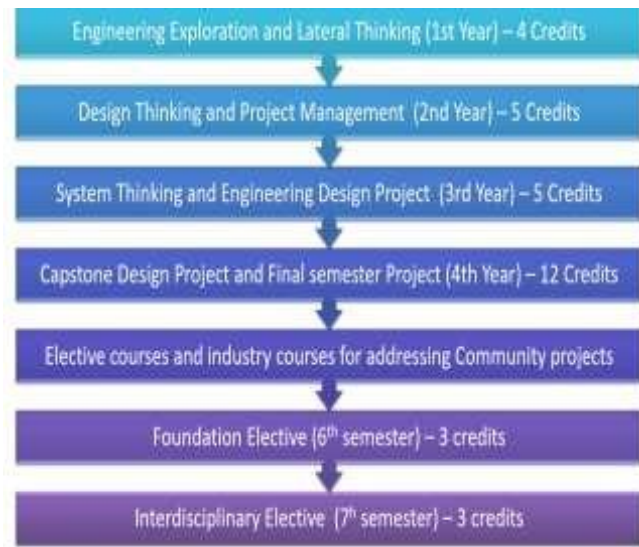 Engineering Exploration and Lateral Thinking (1st Year) – 4 Credits
Design Thinking and Project Management (2nd Year) – 5 Credits
System Thinking and Engineering Design Project (3rd Year) – 5 Credits
Capstone Design Project and Final semester Project (4th Year) – 12 Credits
Elective courses and industry courses for addressing Community projects
Foundation Elective (6th semester) – 3 credits
Interdisciplinary Elective (7h semester) – 3 credits